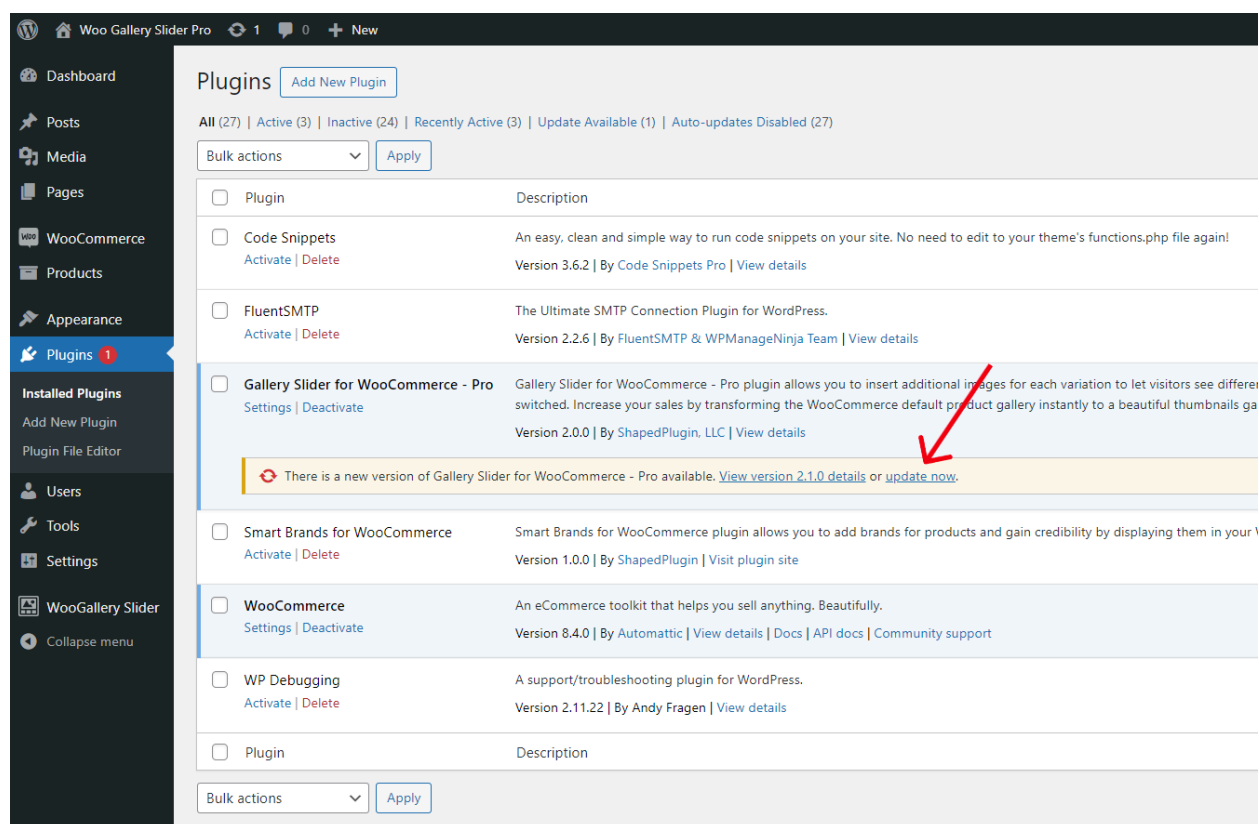 Woo Gallery Slider Pro 1 0 New
Dashboard
Posts
Media
Pages
WOO WooCommerce
Products
Appearance
Plugins 1
Installed Plugins
Add New Plugin
Plugin File Editor
Users
Tools
Settings
WooGallery Slider
Collapse menu
Plugins Add New Plugin
All (27) | Active (3) | Inactive (24) | Recently Active (3) | Update Available (1) | Auto-updates Disabled (27)
Bulk actions Apply
Plugin Description
Code Snippets An easy, clean and simple way to run code snippets on your site. No need to edit to your theme's functions.php file again!
Activate | Delete Version 3.6.2 | By Code Snippets Pro | View details
FluentSMTP The Ultimate SMTP Connection Plugin for WordPress.
Activate | Delete Version 2.2.6 | By FluentSMTP & WPManageNinja Team | View details
Gallery Slider for WooCommerce - Pro Gallery Slider for WooCommerce - Pro plugin allows you to insert additional images for each variation to let visitors see differe
Settings | Deactivate switched. Increase your sales by transforming the WooCommerce default product gallery instantly to a beautiful thumbnails ga
Version 2.0.0 | By ShapedPlugin, LLC | View details
There is a new version of Gallery Slider for WooCommerce - Pro available. View version 2.1.0 details or update now.
Smart Brands for WooCommerce Smart Brands for WooCommerce plugin allows you to add brands for products and gain credibility by displaying them in your W
Activate | Delete Version 1.0.0 | By ShapedPlugin | Visit plugin site
WooCommerce An eCommerce toolkit that helps you sell anything. Beautifully.
Settings | Deactivate Version 8.4.0 | By Automattic | View details | Docs | API docs | Community support
WP Debugging A support/troubleshooting plugin for WordPress.
Activate | Delete Version 2.11.22 | By Andy Fragen | View details
Plugin Description
Bulk actions Apply